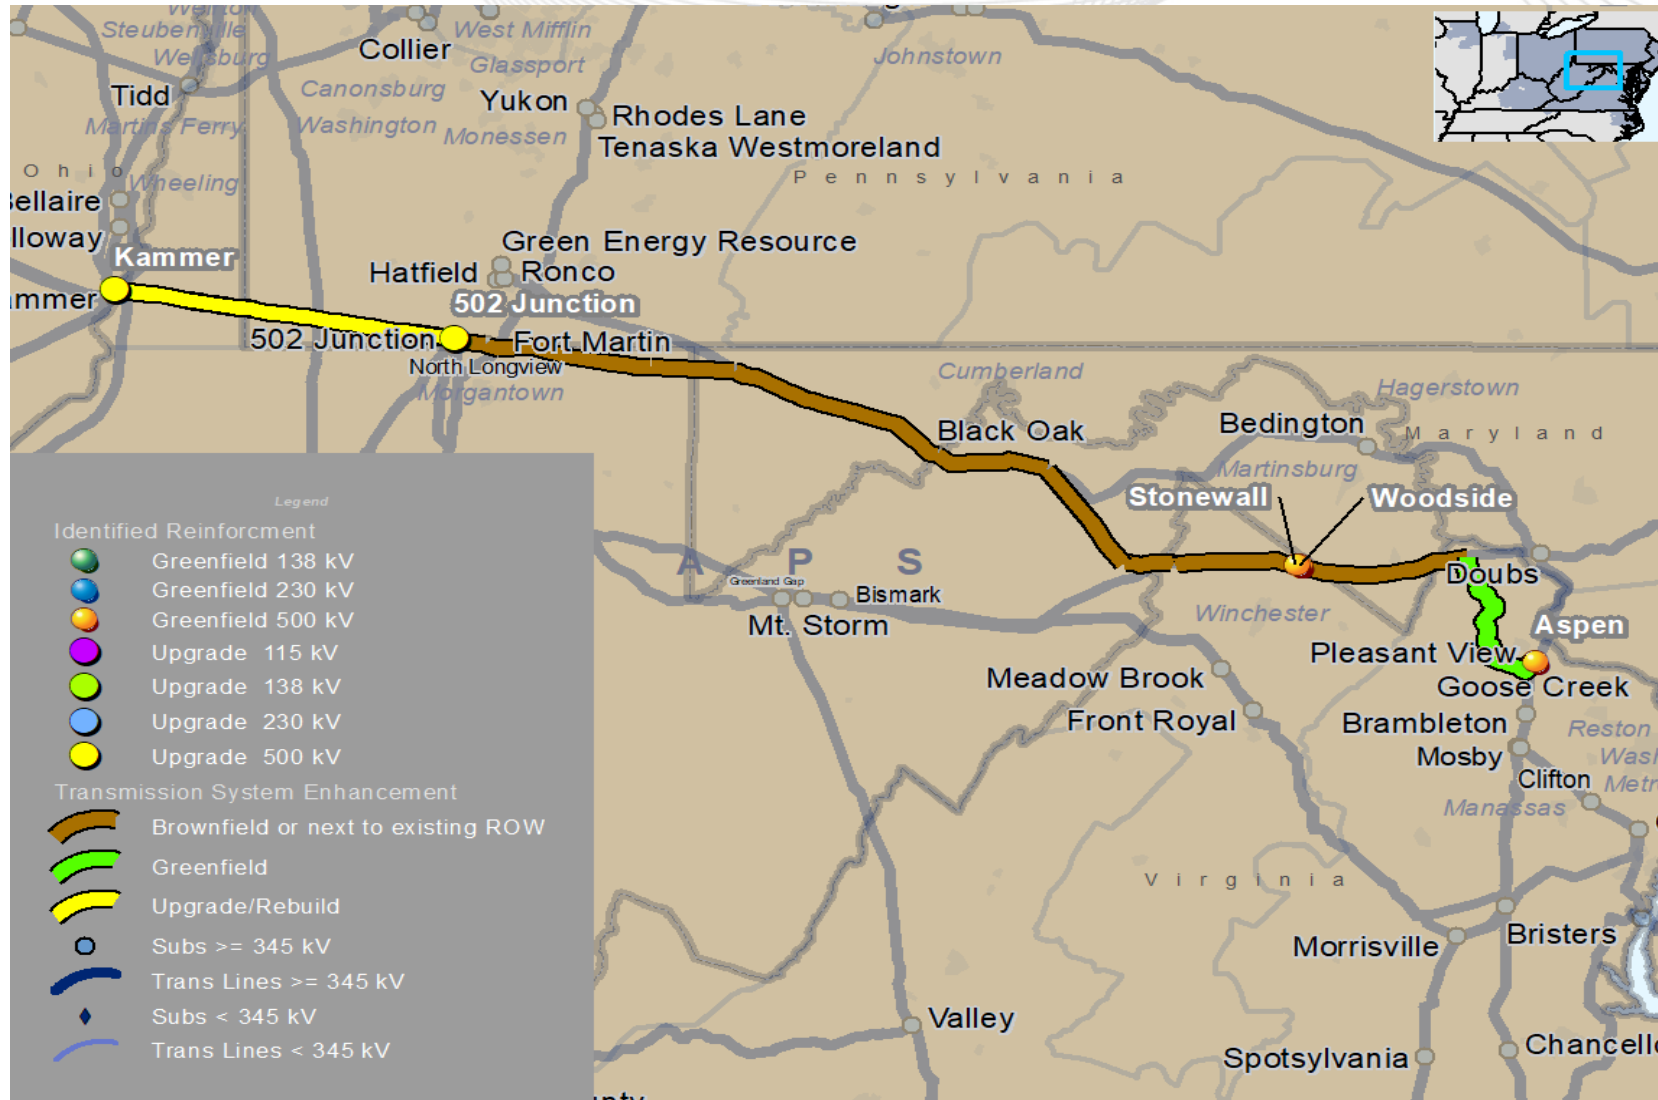 Wellsburg
Steubenville
West Mifflin
Collier
Glassport
Johnstown
Canonsburg
Tidd
Yukon
Rhodes Lane
Martins Ferry
Washington
Monessen
Tenaska Westmoreland
Ohio
Wheeling
Pennsylvania
Bellaire
lloway
Green Energy Resource
Kammer
Hatfield
Ronco
ammer
502 Junction
502 Junction
Fort Martin
North Longview
Morgantown
Cumberland
Hagerstown
Black Oak
Bedington
Maryland
Martinsburg
Stonewall
Woodside
APS
Greenland Gap
Bismark
Mt. Storm
Winchester
Doubs
Aspen
Pleasant View
Meadow Brook
Goose Creek
Front Royal
Brambleton
Reston
Mosby
Wasl
Clifton
Metr
Manassas
Virginia
Morrisville
Bristers
Valley
Spotsylvania
Chancell
unty
Legend
Identified Reinforcment
Greenfield 138 kV
Greenfield 230 kV
Greenfield 500 kV
Upgrade 115 kV
Upgrade 138 kV
Upgrade 230 kV
Upgrade 500 kV
Transmission System Enhancement
Brownfield or next to existing ROW
Greenfield
Upgrade/Rebuild
Subs >= 345 kV
Trans Lines >= 345 kV
Subs < 345 kV
Trans Lines < 345 kV